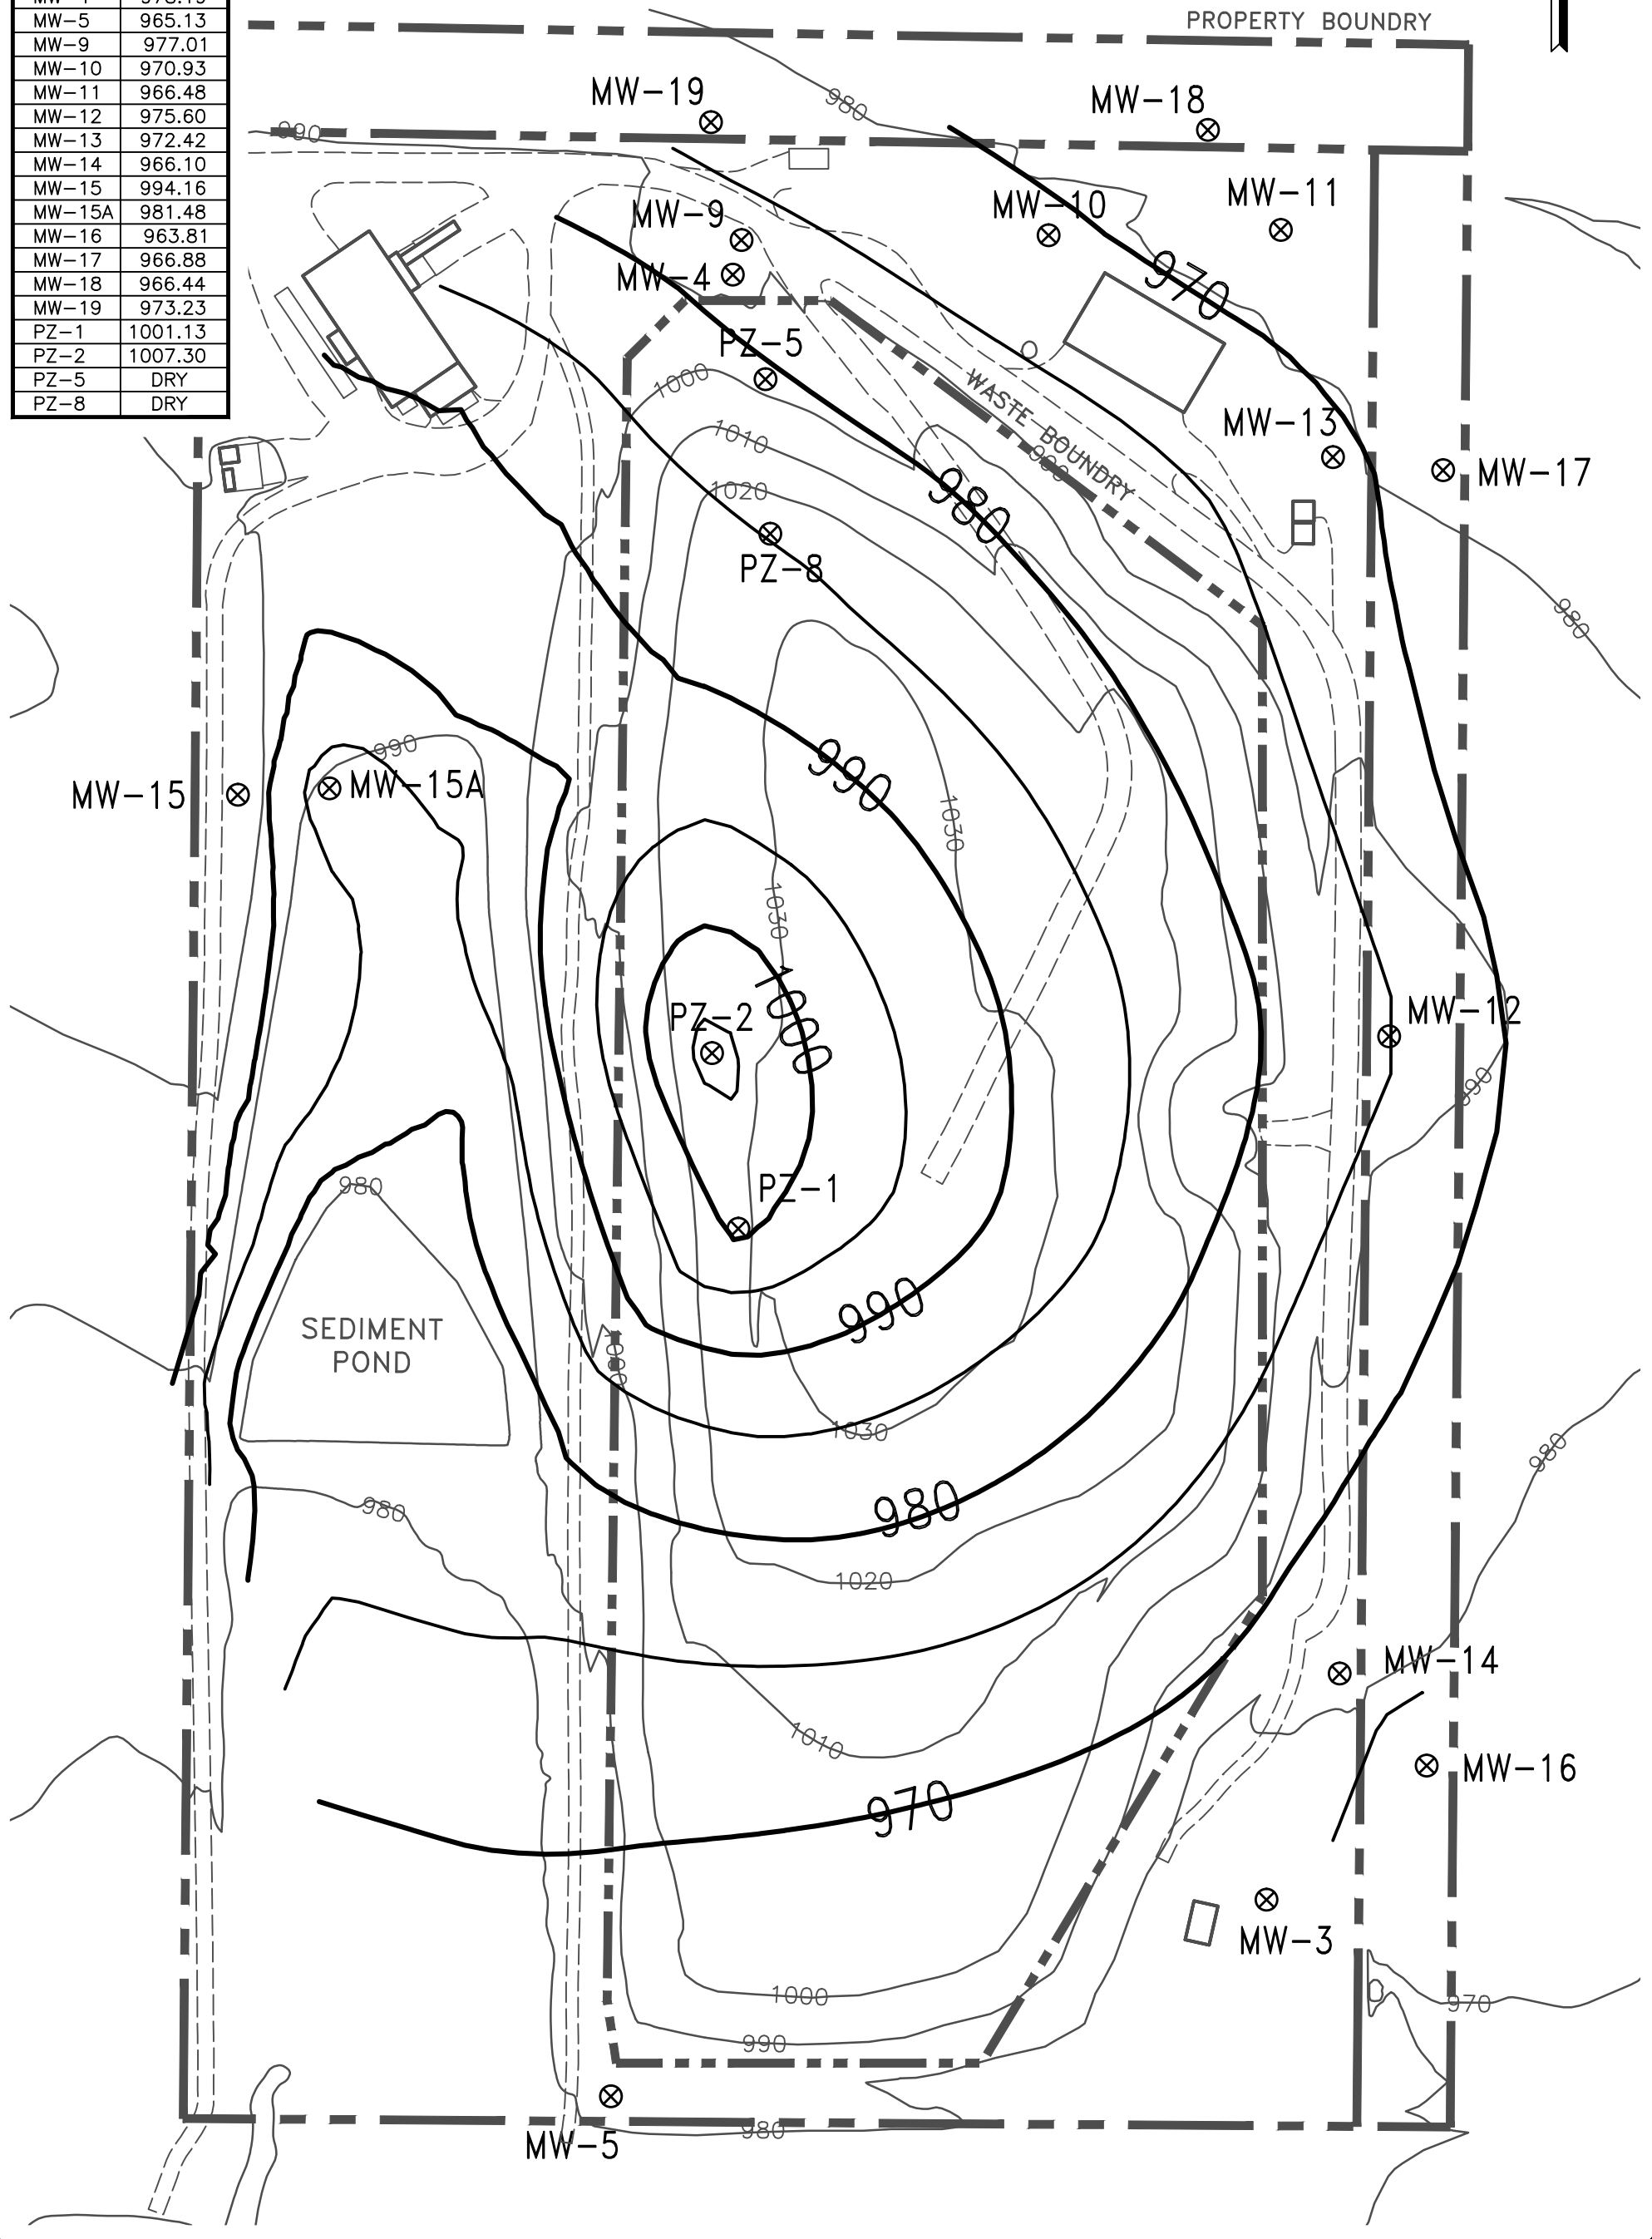 MW-5 965.13
MW-9 977.01
MW-10 970.93
MW-11 966.48
MW-12 975.60
MW-13 972.42
MW-14 966.10
MW-15 994.16
MW-15A 981.48
MW-16 963.81
MW-17 966.88
MW-18 966.44
MW-19 973.23
PZ-1 1001.13
PZ-2 1007.30
PZ-5 DRY
PZ-8 DRY
PROPERTY BOUNDRY
MW-19
980
MW-18
990
MW-9
MW-10
MW-11
MW-4
970
PZ-5
1000
WASTE BOUNDRY
990
MW-13
1010
MW-17
1020
980
PZ-8
980
990
990
MW-15
MW-15A
1030
1030
PZ-2
1000
MW-12
990
PZ-1
980
990
SEDIMENT
POND
1000
1030
980
980
980
1020
MW-14
1010
MW-16
970
MW-3
1000
970
990
980
MW-5